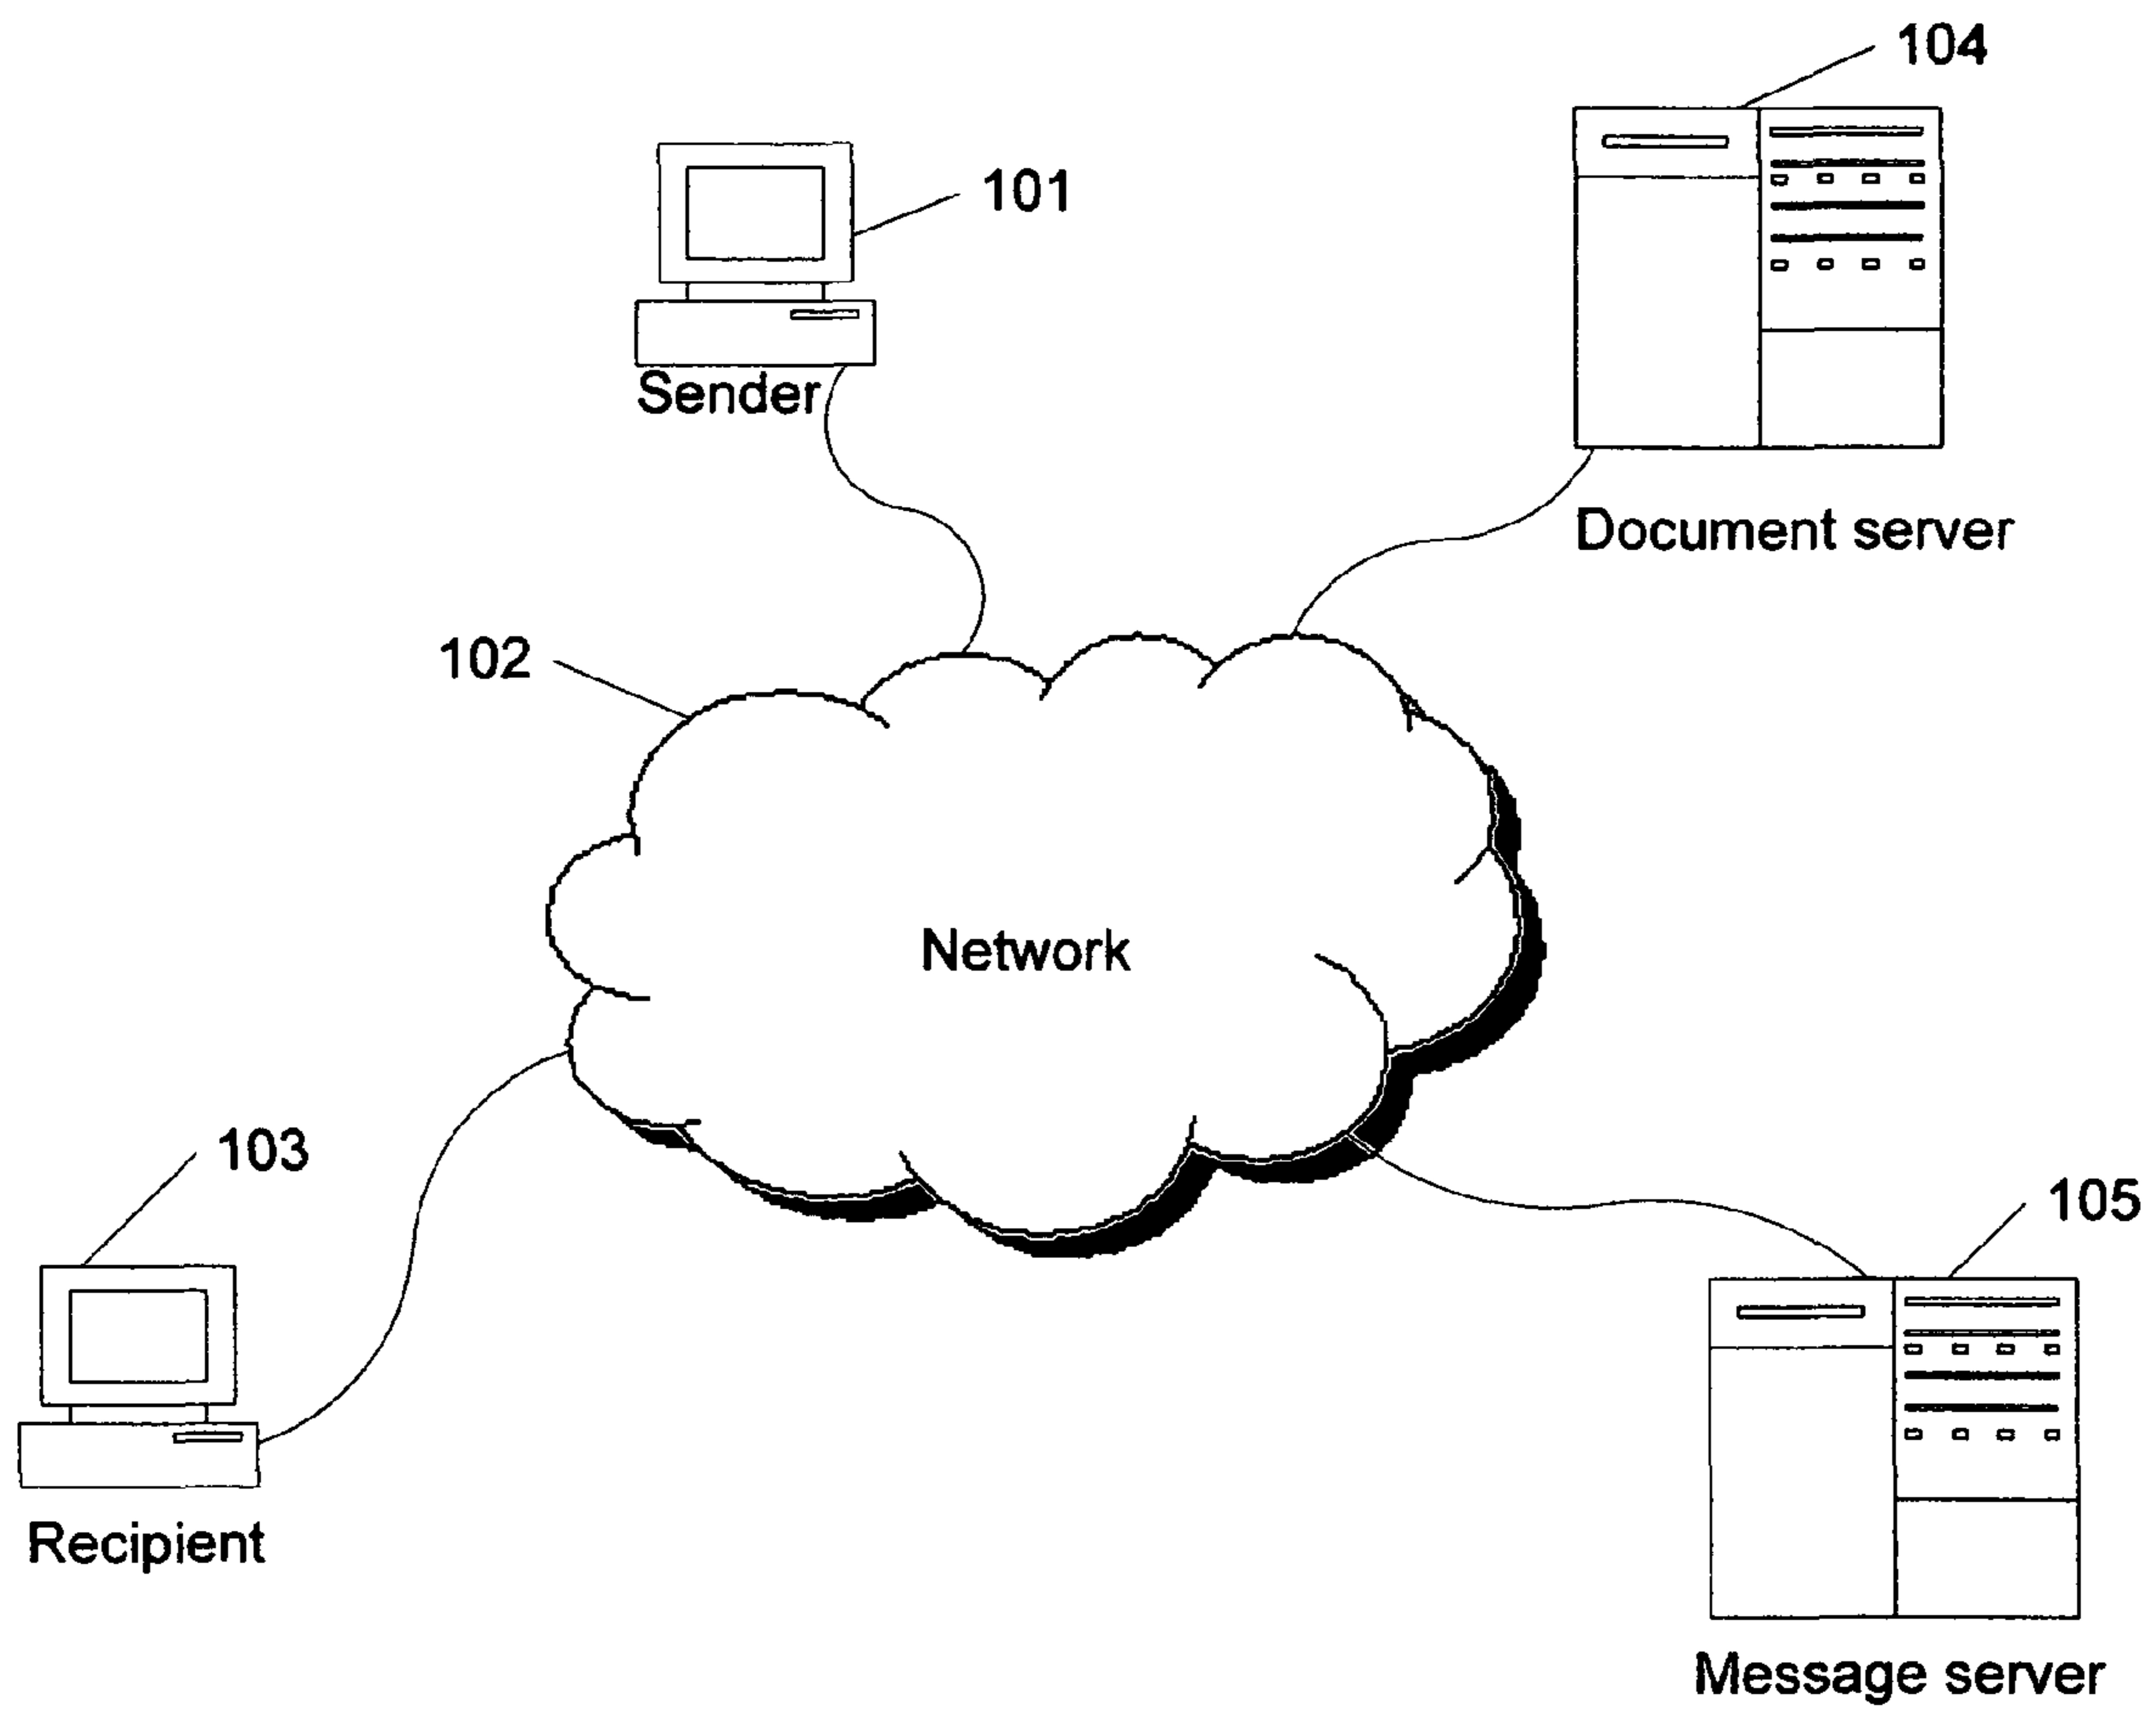 104
101
Sender
Document server
102
Network
103
105
Recipient
Message server